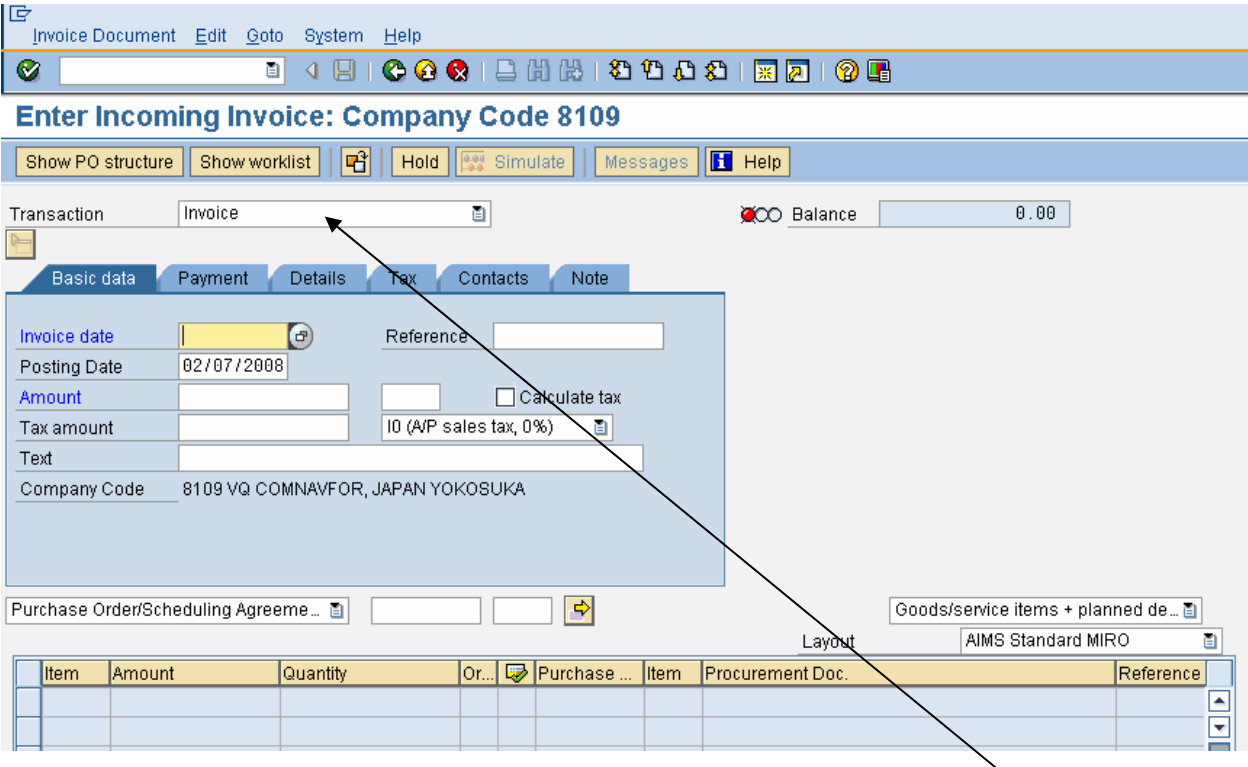 Invoice Document Edit Goto System Help
Enter Incoming Invoice: Company Code 8109
Show PO structure Show worklist Hold Simulate Messages Help
Transaction Invoice Balance 0.00
Basic data Payment Details Tax Contacts Note
Invoice date Reference
Posting Date 02/07/2008
Amount Calculate tax
Tax amount I0 (A/P sales tax, 0%)
Text
Company Code 8109 VQ COMNAVFOR, JAPAN YOKOSUKA
Purchase Order/Scheduling Agreeme… Goods/service items + planned de…
Layout AIMS Standard MIRO
Item Amount Quantity Or… Purchase … Item Procurement Doc. Reference